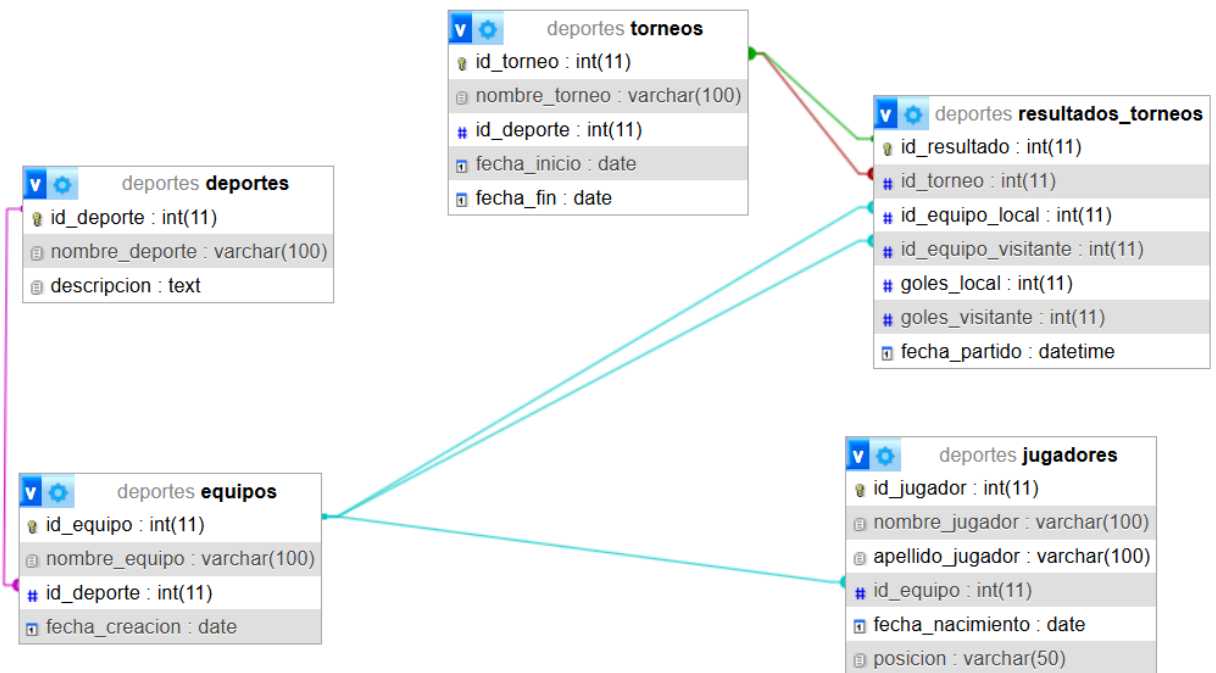 deportes torneos
id_torneo : int(11)
nombre_torneo : varchar(100)
id_deporte : int(11)
fecha_inicio : date
fecha_fin : date
deportes resultados_torneos
id_resultado : int(11)
id_torneo : int(11)
id_equipo_local : int(11)
id_equipo_visitante : int(11)
goles_local : int(11)
goles_visitante : int(11)
fecha_partido : datetime
deportes deportes
id_deporte : int(11)
nombre_deporte : varchar(100)
descripcion : text
deportes equipos
id_equipo : int(11)
nombre_equipo : varchar(100)
id_deporte : int(11)
fecha_creacion : date
deportes jugadores
id_jugador : int(11)
nombre_jugador : varchar(100)
apellido_jugador : varchar(100)
id_equipo : int(11)
fecha_nacimiento : date
posicion : varchar(50)